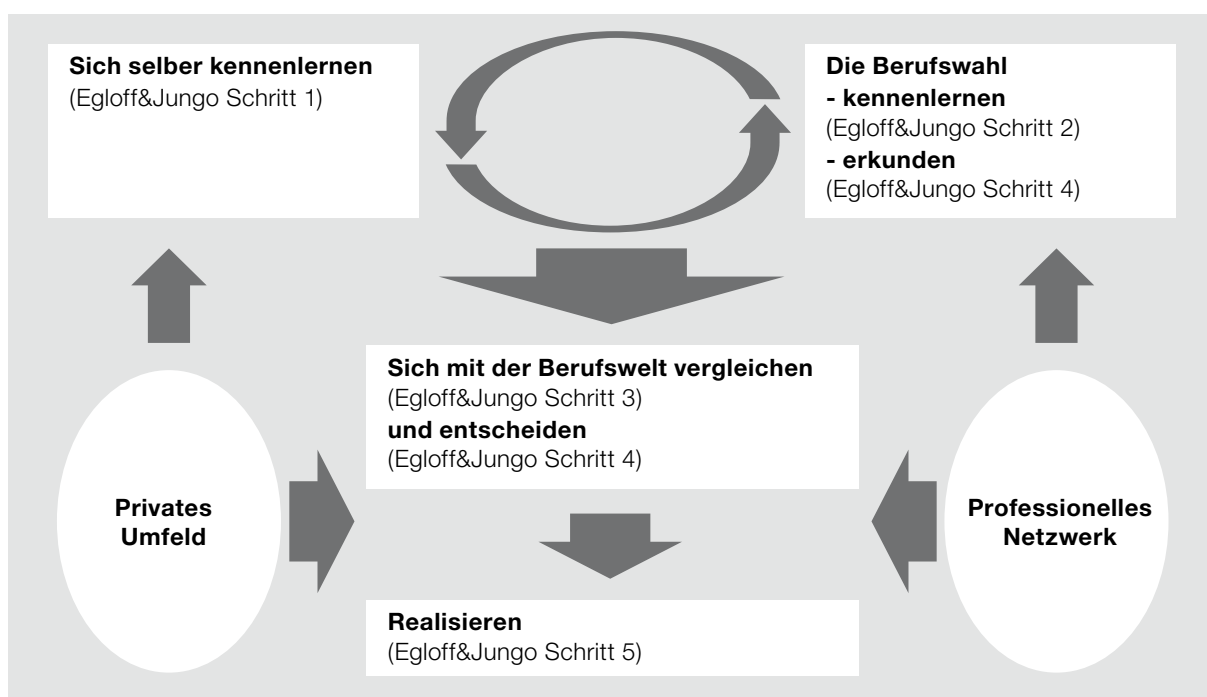 Sich selber kennenlernen
(Egloff&Jungo Schritt 1)
Die Berufswahl
- kennenlernen
(Egloff&Jungo Schritt 2)
- erkunden
(Egloff&Jungo Schritt 4)
Sich mit der Berufswelt vergleichen
(Egloff&Jungo Schritt 3)
und entscheiden
(Egloff&Jungo Schritt 4)
Privates
Umfeld
Professionelles
Netzwerk
Realisieren
(Egloff&Jungo Schritt 5)